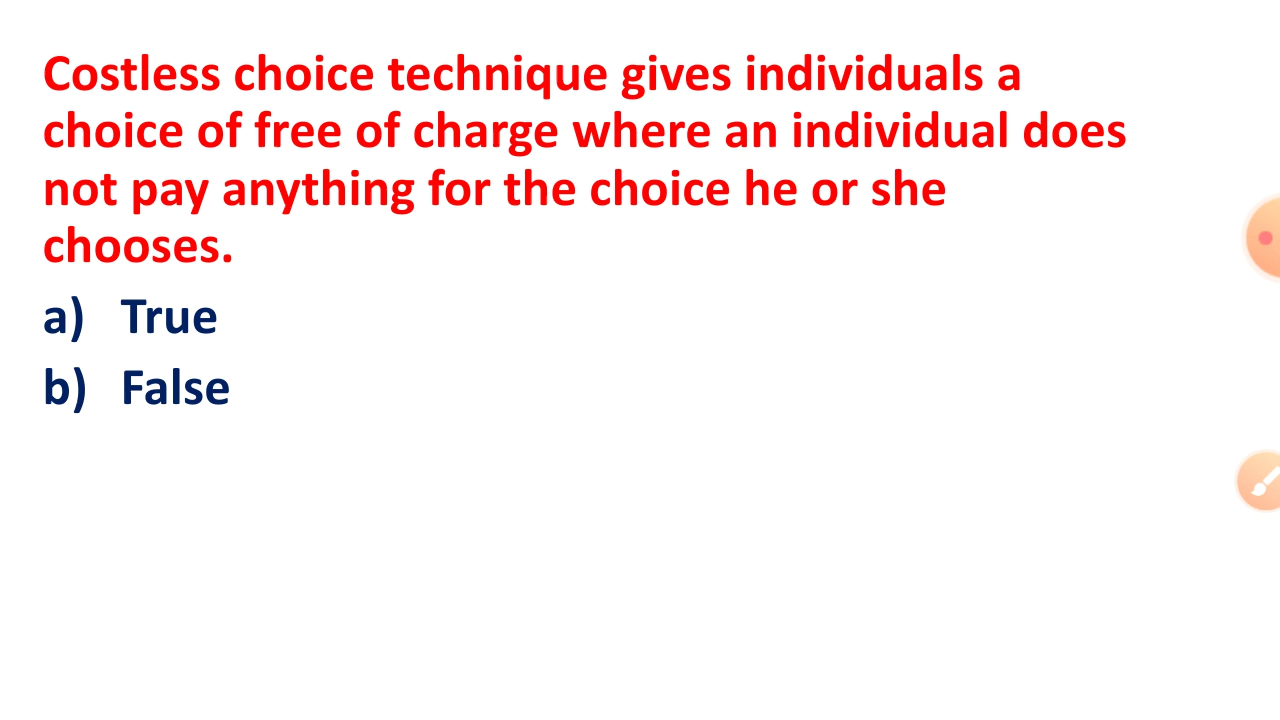 Costless choice technique gives individuals a
choice of free of charge where an individual does
not pay anything for the choice he or she
chooses.
a) True
b) False